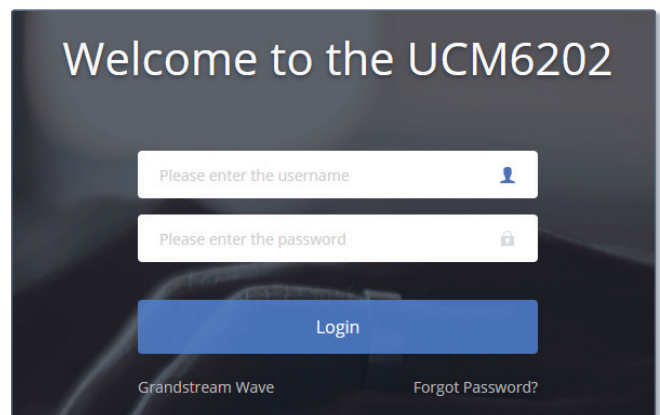 Welcome to the UCM6202
Please enter the username
Please enter the password
Login
Grandstream Wave Forgot Password?